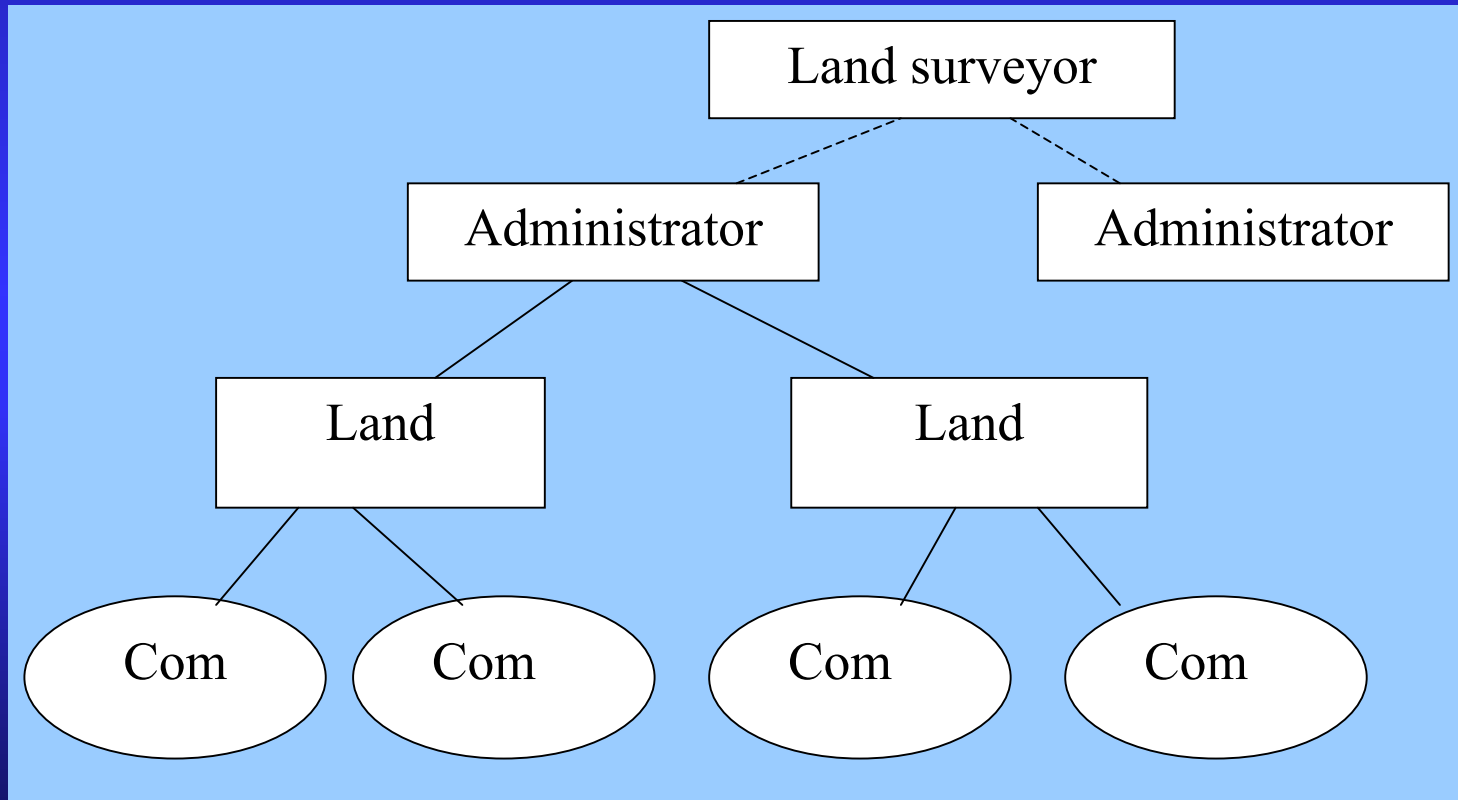 Land surveyor
Administrator
Administrator
Land
Land
Com
Com
Com
Com